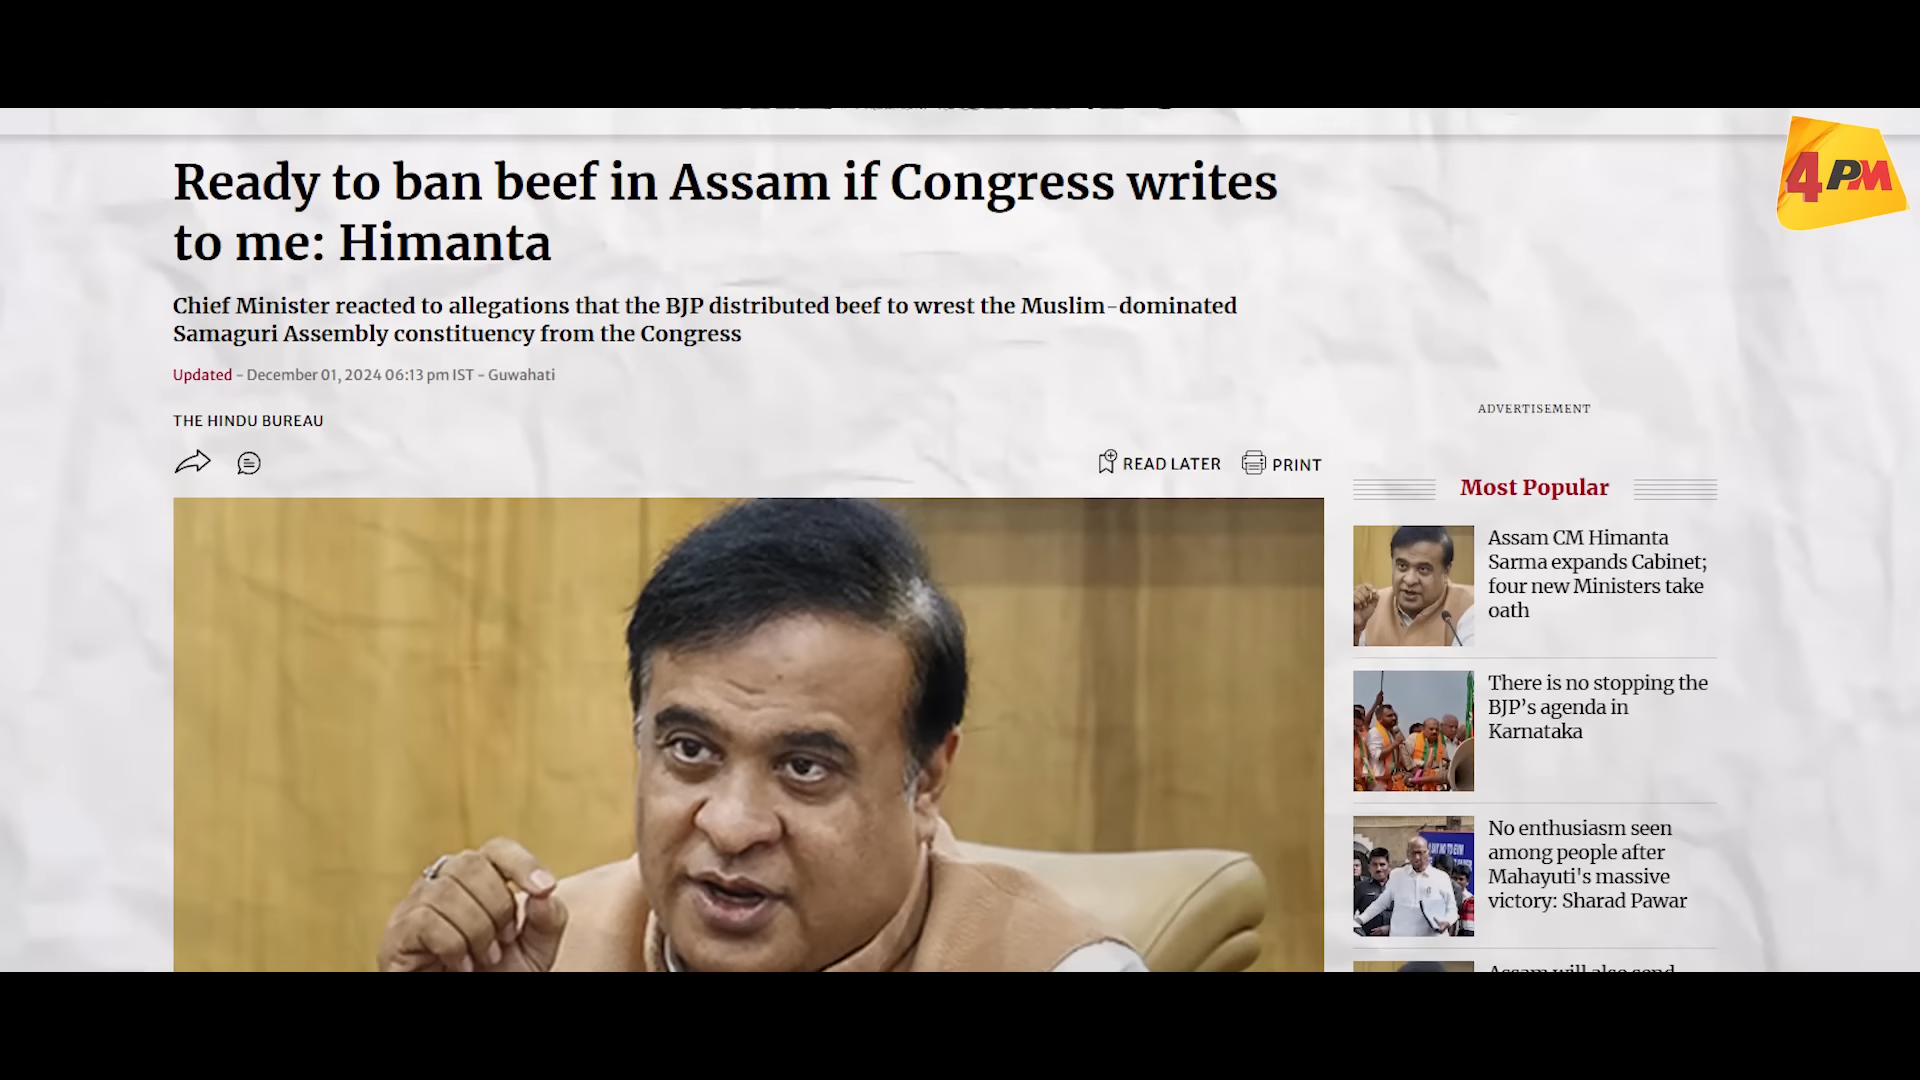 4PM
Ready to ban beef in Assam if Congress writes
to me: Himanta
Chief Minister reacted to allegations that the BJP distributed beef to wrest the Muslim-dominated
Samaguri Assembly constituency from the Congress
Updated - December 01, 2024 06:13 pm IST - Guwahati
THE HINDU BUREAU
READ LATER PRINT
ADVERTISEMENT
Most Popular
Assam CM Himanta
Sarma expands Cabinet;
four new Ministers take
oath
There is no stopping the
BJP’s agenda in
Karnataka
No enthusiasm seen
among people after
Mahayuti's massive
victory: Sharad Pawar
Assam will also send